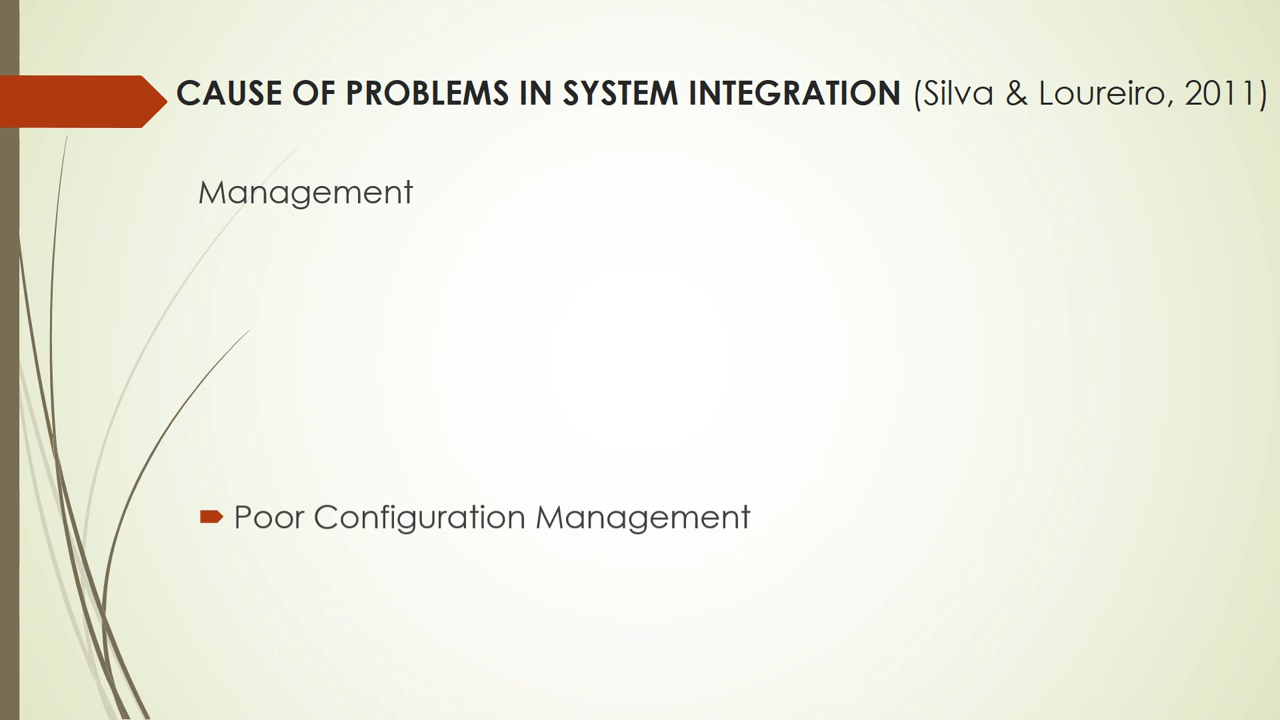 CAUSE OF PROBLEMS IN SYSTEM INTEGRATION (Silva & Loureiro, 2011)
Management
Poor Configuration Management